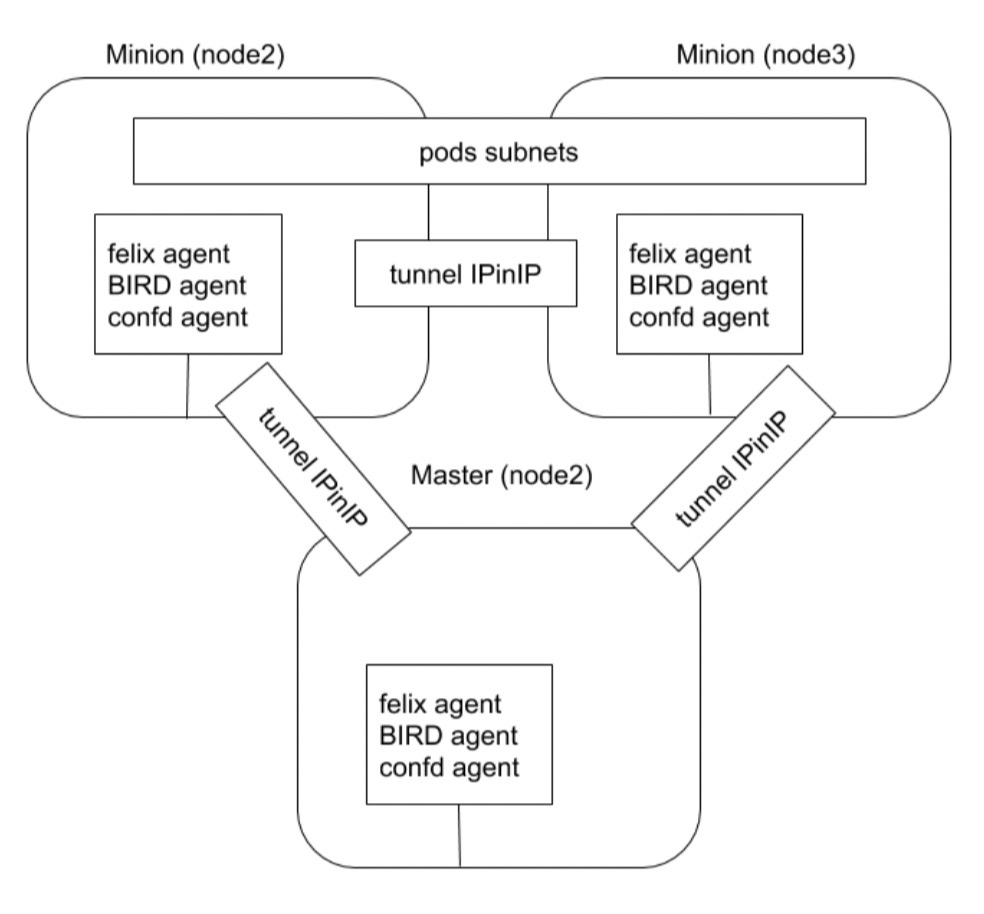 Minion (node2)
Minion (node3)
pods subnets
felix agent
BIRD agent
confd agent
tunnel IPinIP
felix agent
BIRD agent
confd agent
tunnel IPinIP
Master (node2)
tunnel IPinIP
felix agent
BIRD agent
confd agent